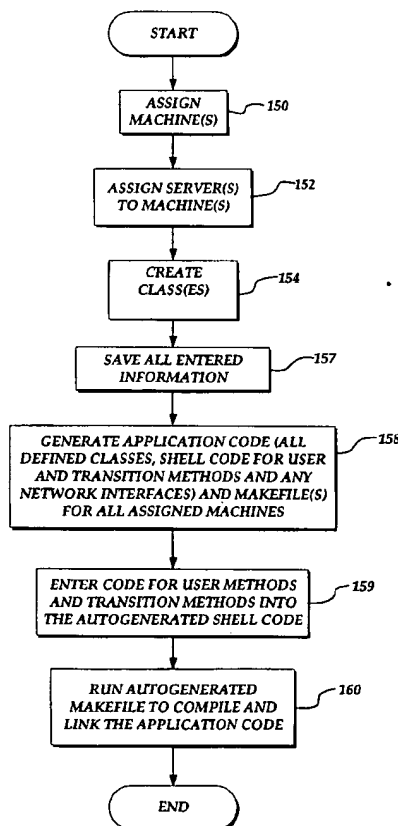 START
ASSIGN
MACHINE(S)
150
ASSIGN SERVER(S)
TO MACHINE(S)
152
CREATE
CLASS(ES)
154
SAVE ALL ENTERED
INFORMATION
157
GENERATE APPLICATION CODE (ALL
DEFINED CLASSES, SHELL CODE FOR USER
AND TRANSITION METHODS AND ANY
NETWORK INTERFACES) AND MAKEFILE(S)
FOR ALL ASSIGNED MACHINES
158
ENTER CODE FOR USER METHODS
AND TRANSITION METHODS INTO
THE AUTOGENERATED SHELL CODE
159
RUN AUTOGENERATED
MAKEFILE TO COMPILE AND
LINK THE APPLICATION CODE
160
END